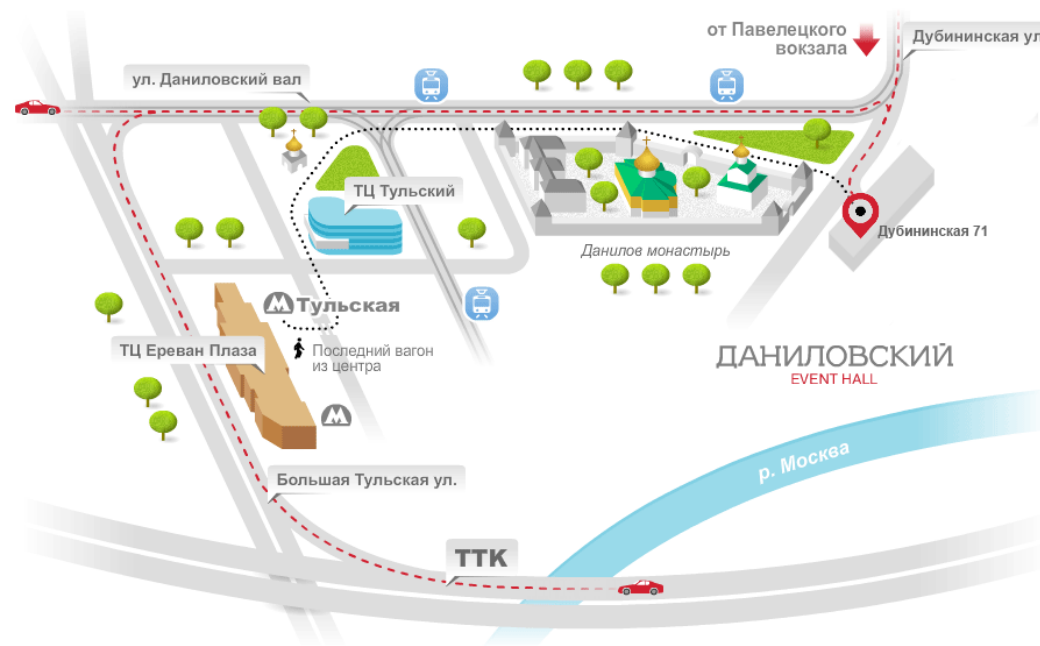 от Павелецкого
вокзала
Дубининская ул
ул. Даниловский вал
ТЦ Тульский
Дубининская 71
Данилов монастырь
М Тульская
ТЦ Ереван Плаза
Последний вагон
из центра
ДАНИЛОВСКИЙ
EVENT HALL
М
р. Москва
Большая Тульская ул.
ТТК